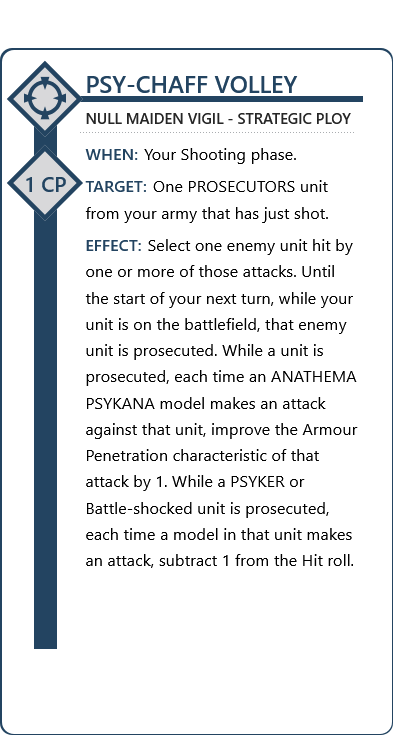 PSY-CHAFF VOLLEY
NULL MAIDEN VIGIL - STRATEGIC PLOY
1 CP
WHEN: Your Shooting phase.
TARGET: One PROSECUTORS unit
from your army that has just shot.
EFFECT: Select one enemy unit hit by
one or more of those attacks. Until
the start of your next turn, while your
unit is on the battlefield, that enemy
unit is prosecuted. While a unit is
prosecuted, each time an ANATHEMA
PSYKANA model makes an attack
against that unit, improve the Armour
Penetration characteristic of that
attack by 1. While a PSYKER or
Battle-shocked unit is prosecuted,
each time a model in that unit makes
an attack, subtract 1 from the Hit roll.